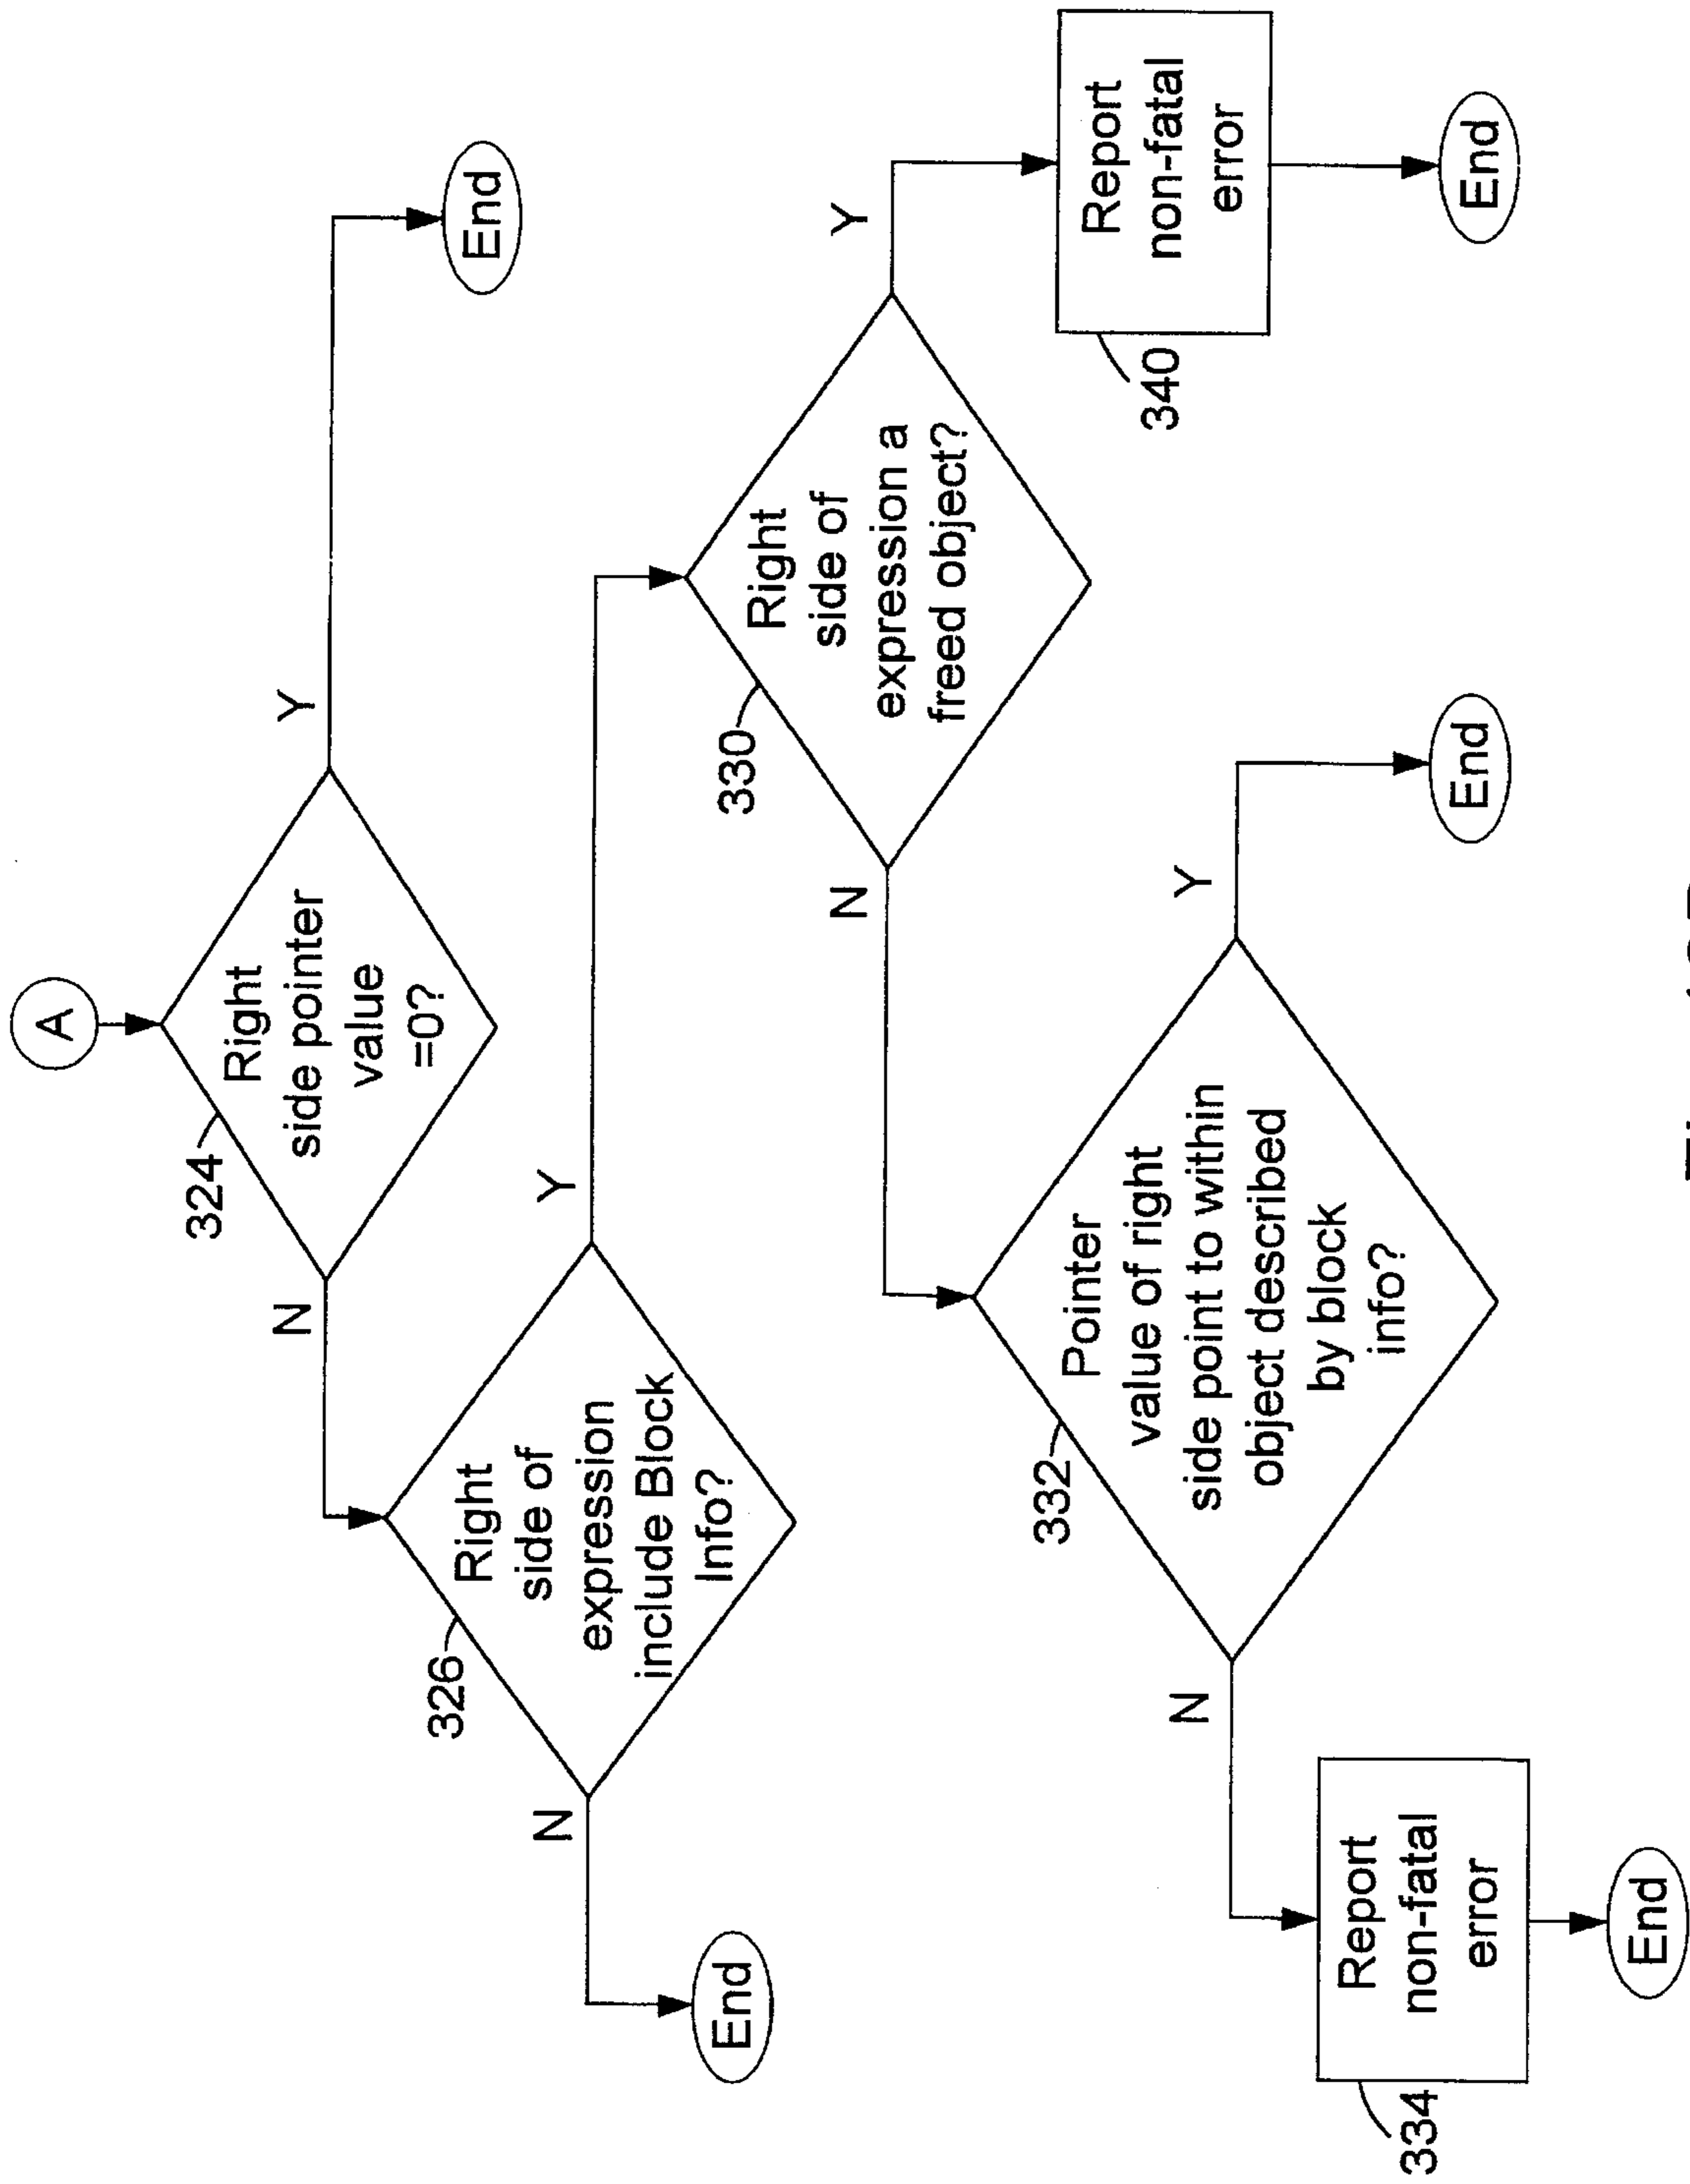 A
324
Right
side pointer
value
=0?
N
Y
End
326
Right
side of
expression
include Block
Info?
N
Y
End
330
Right
side of
expression a
freed object?
N
Y
340
Report
non-fatal
error
End
332
Pointer
value of right
side point to within
object described
by block
info?
N
Y
End
334
Report
non-fatal
error
End